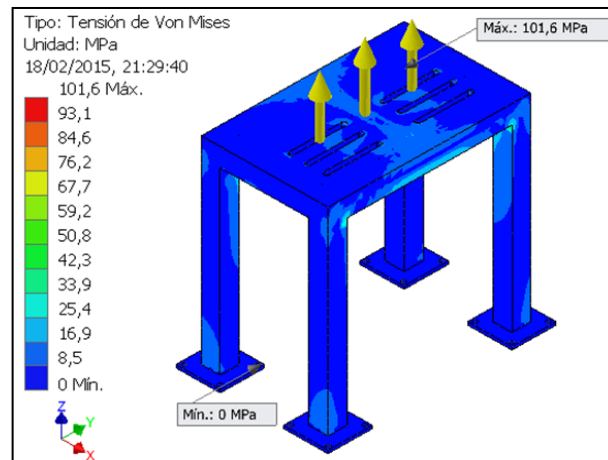 Tipo: Tensión de Von Mises
Unidad: MPa
18/02/2015, 21:29:40
101,6 Máx.
93,1
84,6
76,2
67,7
59,2
50,8
42,3
33,9
25,4
16,9
8,5
0 Mín.
Máx.: 101,6 MPa
Mín.: 0 MPa
Z
Y
X